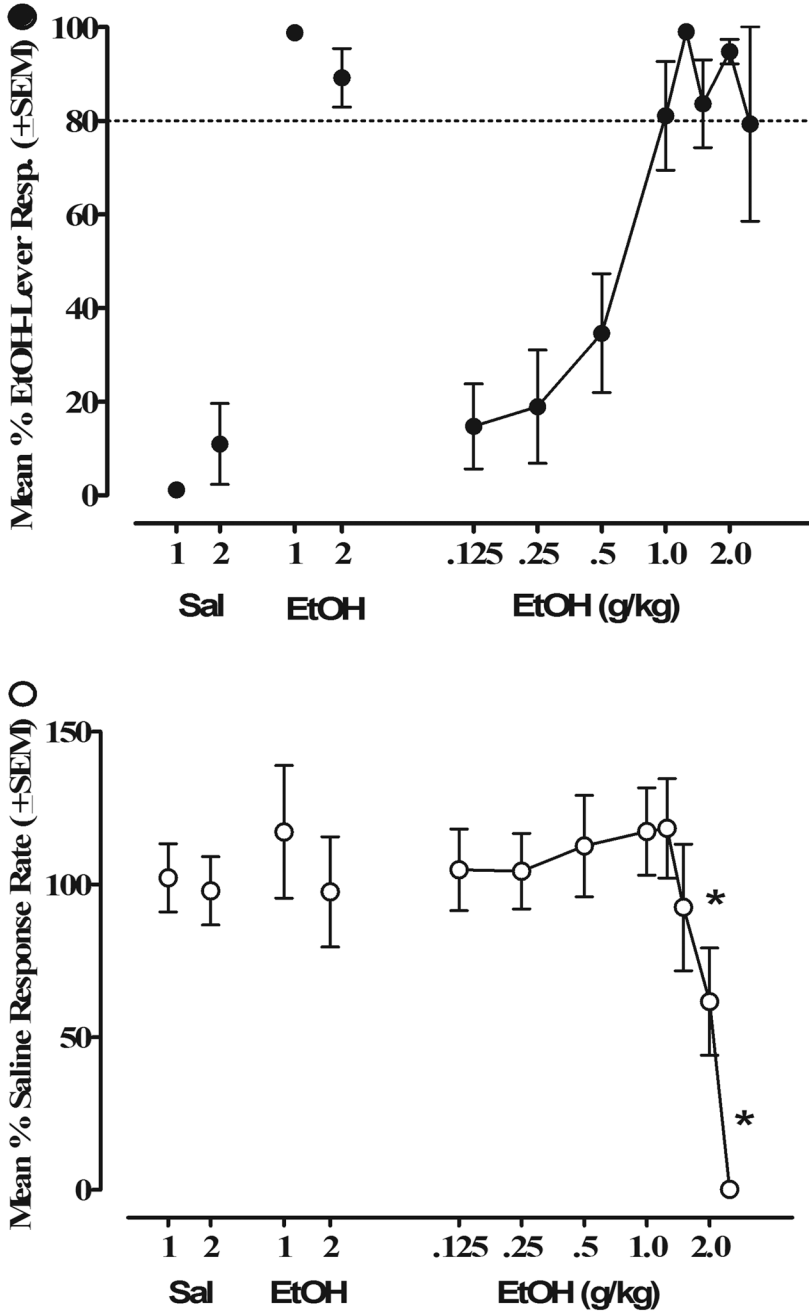 Mean % EtOH-Lever Resp. (±SEM)
100
80
60
40
20
0
1 2 1 2 .125 .25 .5 1.0 2.0
Sal EtOH EtOH (g/kg)
Mean % Saline Response Rate (±SEM)
150
100
*
50
*
0
1 2 1 2 .125 .25 .5 1.0 2.0
Sal EtOH EtOH (g/kg)